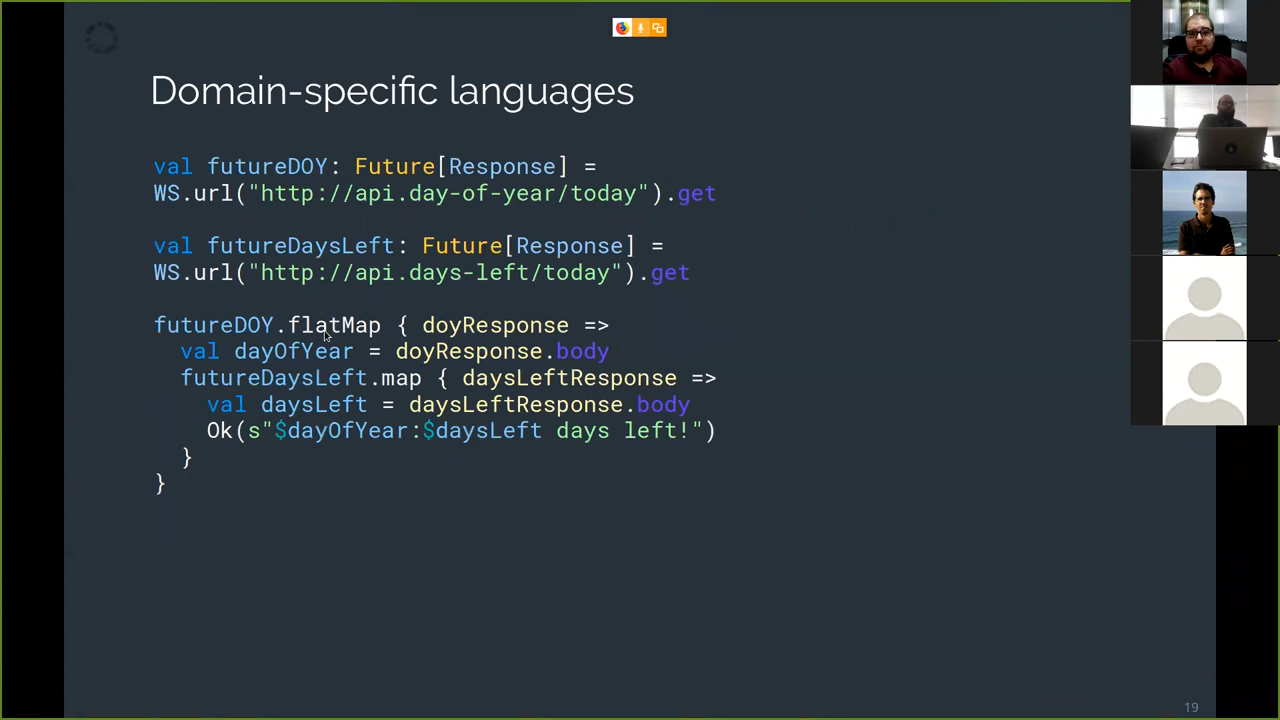 Domain-specific languages
val futureDOY: Future[Response] =
WS.url("http://api.day-of-year/today").get
val futureDaysLeft: Future[Response] =
WS.url("http://api.days-left/today").get
futureDOY.flatMap { doyResponse =>
  val dayOfYear = doyResponse.body
  futureDaysLeft.map { daysLeftResponse =>
    val daysLeft = daysLeftResponse.body
    Ok(s"$dayOfYear:$daysLeft days left!")
  }
}
19